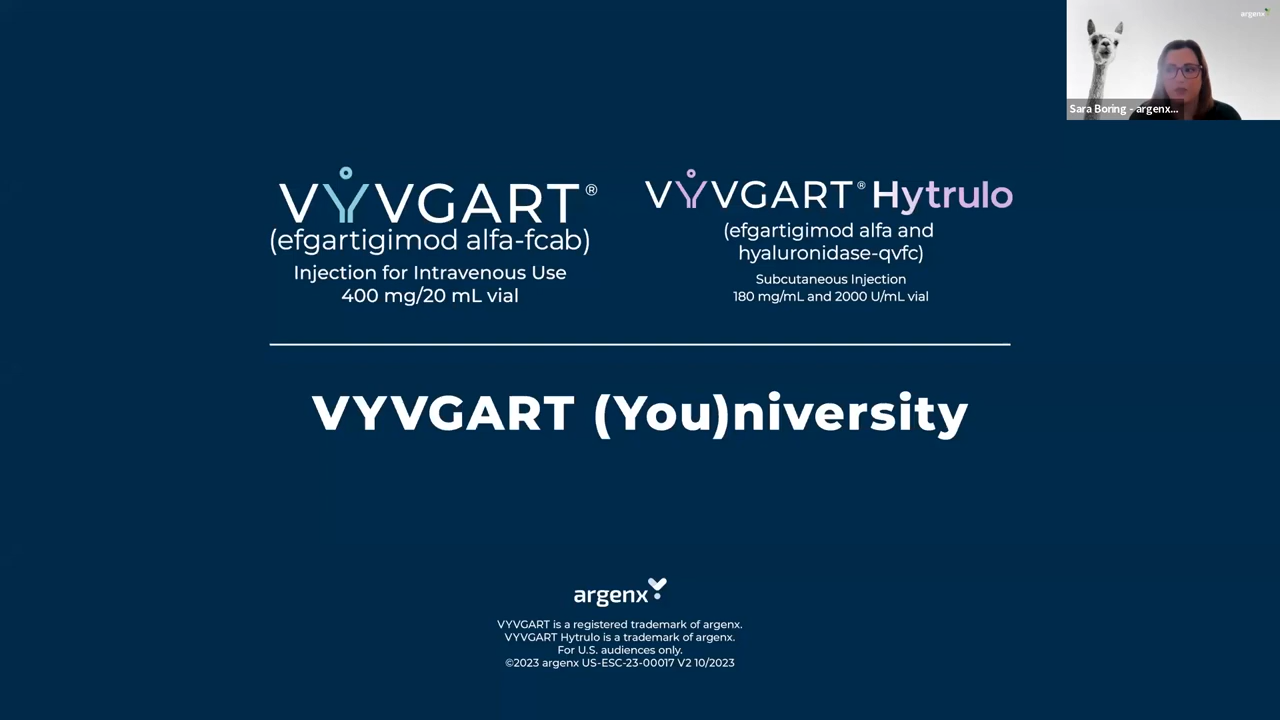 argenx
Sara Boring - argenx...
VYVGART®
(efgartigimod alfa-fcab)
Injection for Intravenous Use
400 mg/20 mL vial
VYVGART® Hytrulo
(efgartigimod alfa and
hyaluronidase-qvfc)
Subcutaneous Injection
180 mg/mL and 2000 U/mL vial
VYVGART (You)niversity
argenx
VYVGART is a registered trademark of argenx.
VYVGART Hytrulo is a trademark of argenx.
For U.S. audiences only.
©2023 argenx US-ESC-23-00017 V2 10/2023